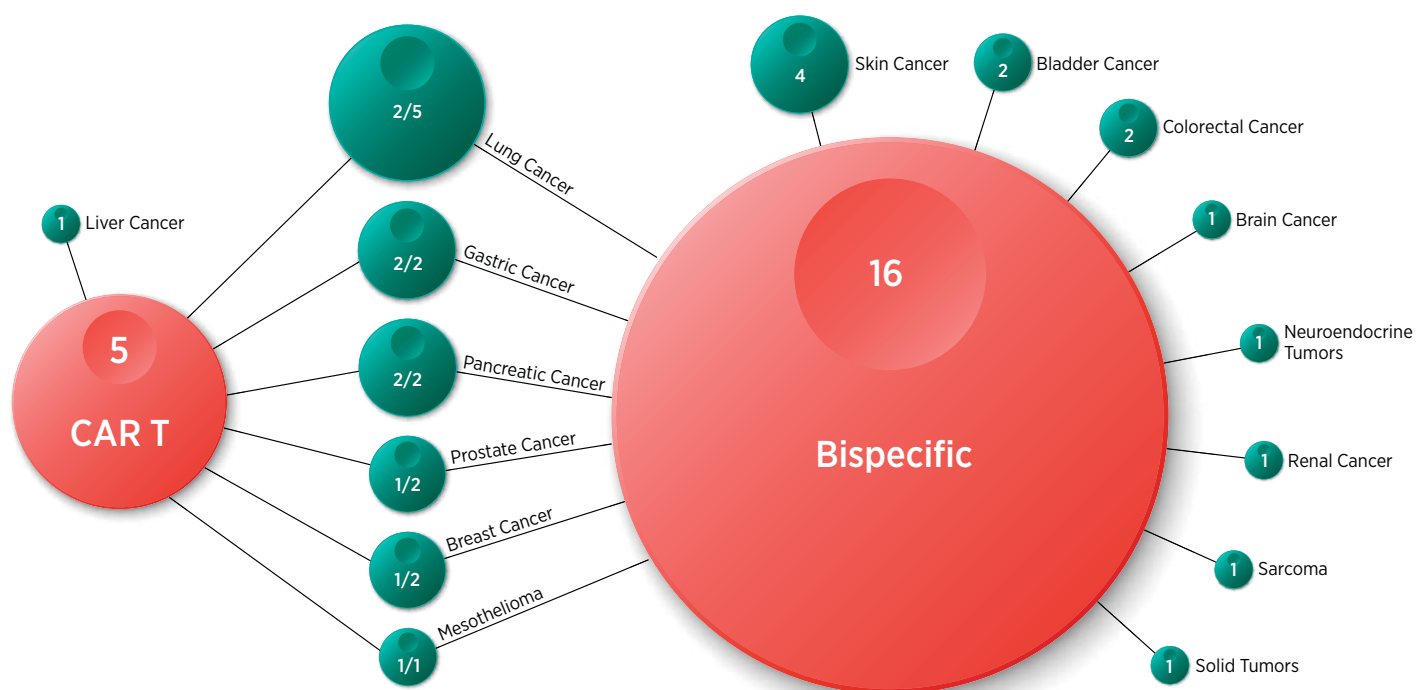 4
Skin Cancer
2
Bladder Cancer
2/5
2
Colorectal Cancer
Lung Cancer
1
Liver Cancer
1
Brain Cancer
2/2
Gastric Cancer
16
5
CAR T
1
Neuroendocrine
Tumors
2/2
Pancreatic Cancer
Bispecific
1/2
Prostate Cancer
1
Renal Cancer
1/2
Breast Cancer
1
Sarcoma
1/1
Mesothelioma
1
Solid Tumors